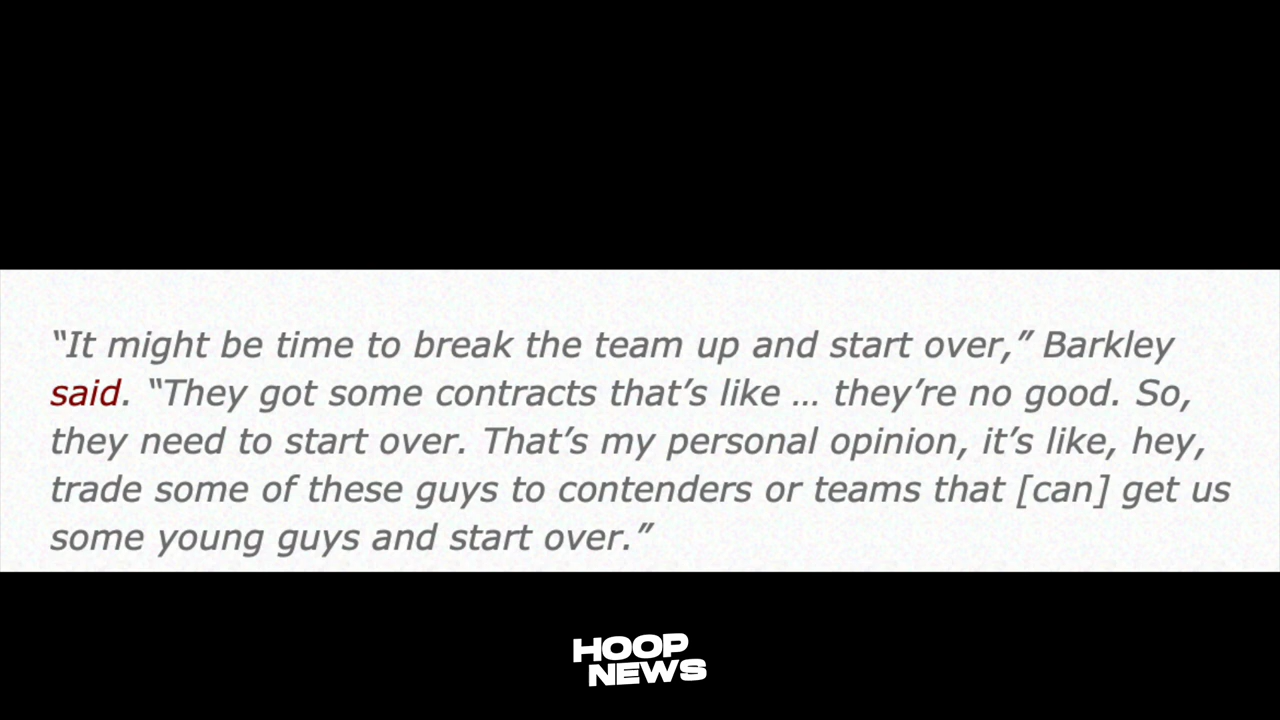 “It might be time to break the team up and start over,” Barkley
said. “They got some contracts that’s like … they’re no good. So,
they need to start over. That’s my personal opinion, it’s like, hey,
trade some of these guys to contenders or teams that [can] get us
some young guys and start over.”
HOOP
NEWS